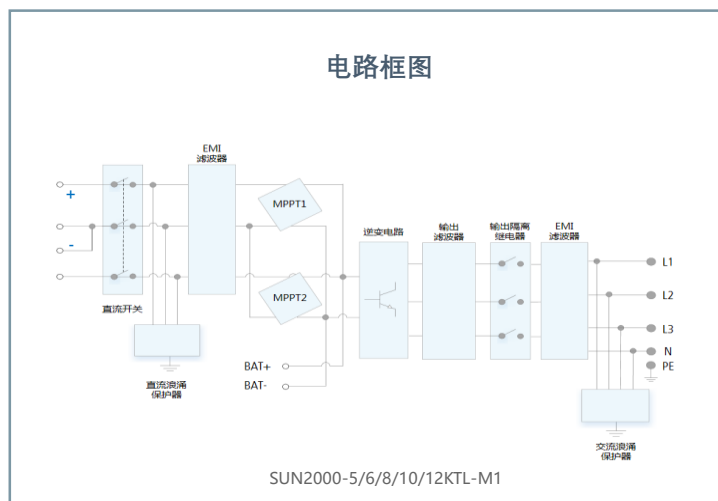 电路框图
EMI
滤波器
+
-
MPPT1
MPPT2
直流开关
直流浪涌
保护器
BAT+
BAT-
逆变电路
输出
滤波器
输出隔离
继电器
EMI
滤波器
L1
L2
L3
N
PE
交流浪涌
保护器
SUN2000-5/6/8/10/12KTL-M1